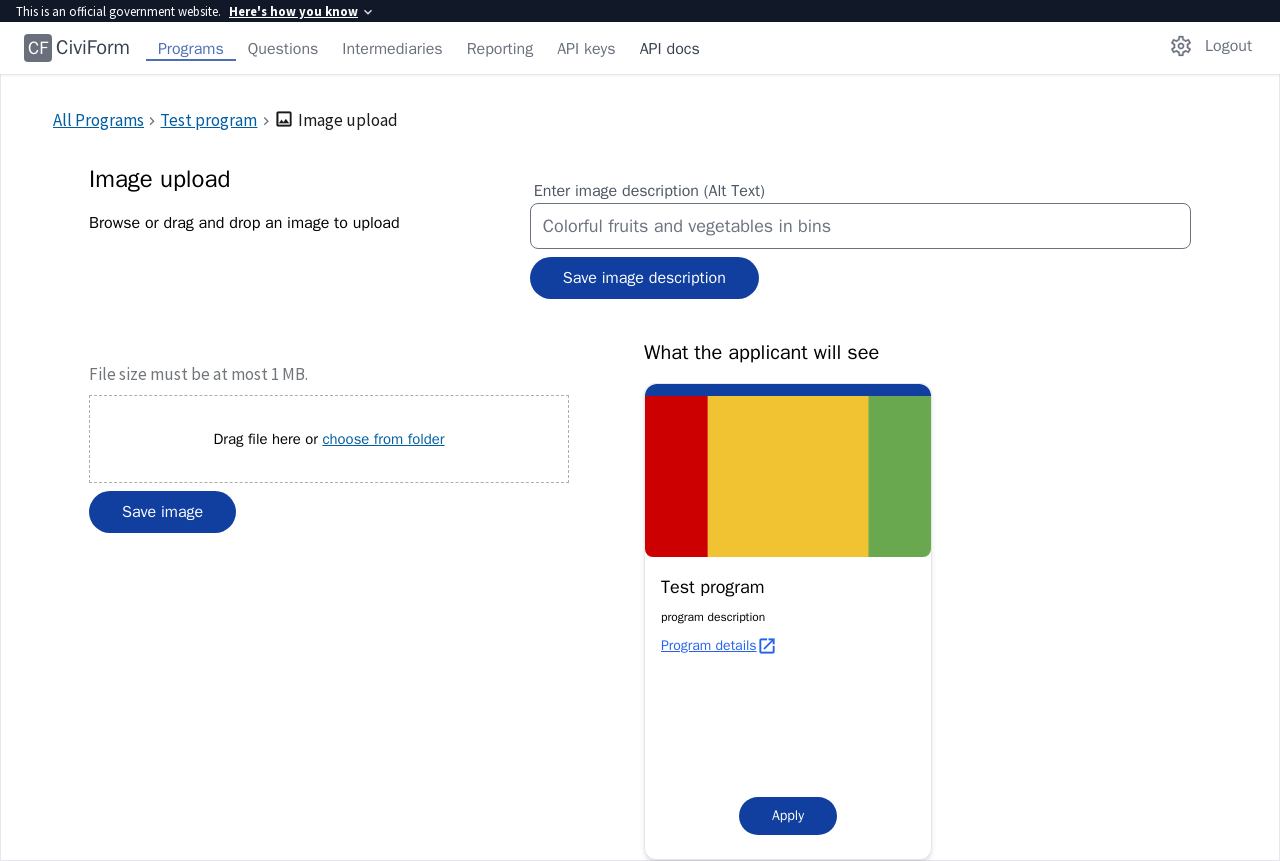 This is an official government website. Here's how you know
CF CiviForm Programs Questions Intermediaries Reporting API keys API docs Logout
All Programs Test program Image upload
Image upload
Browse or drag and drop an image to upload
Enter image description (Alt Text)
Colorful fruits and vegetables in bins
Save image description
File size must be at most 1 MB.
Drag file here or choose from folder
Save image
What the applicant will see
Test program
program description
Program details
Apply